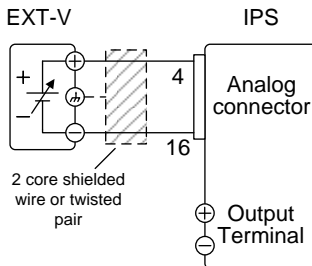 EXT-V
IPS
+
−
+
−
4
16
Analog
connector
2 core shielded
wire or twisted
pair
+
−
Output
Terminal